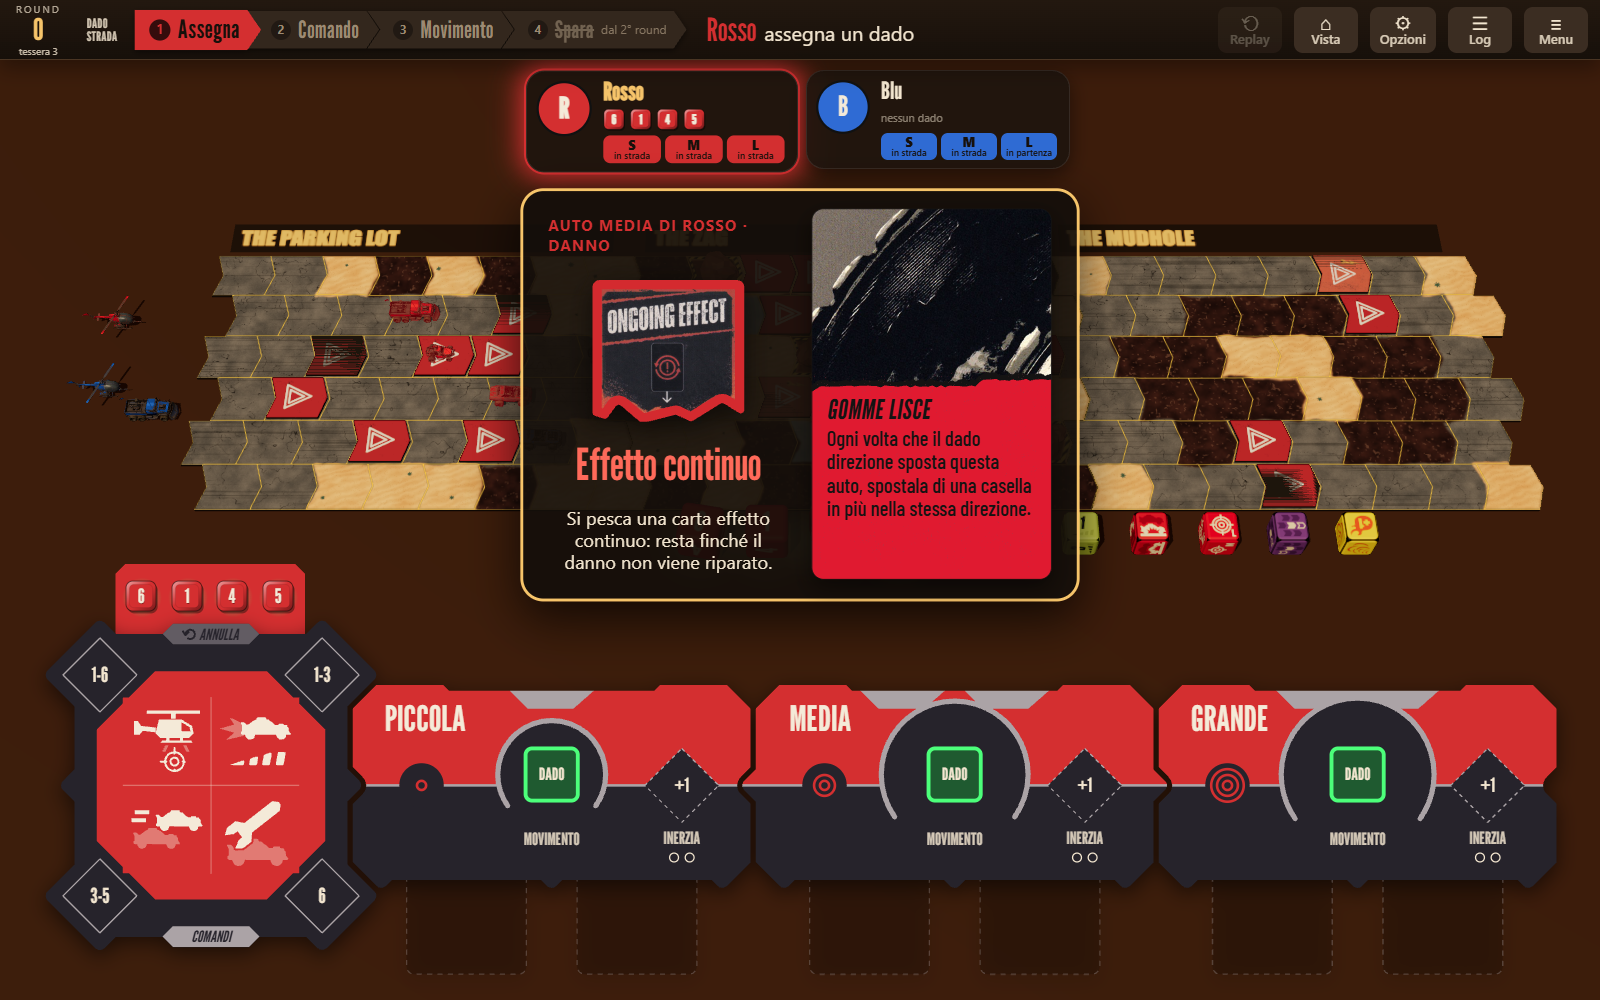 ROUND
0
tessera 3
DADO
STRADA
1 Assegna
2 Comando
3 Movimento
4 Spara dal 2° round
Rosso assegna un dado
Replay
Vista
Opzioni
Log
Menu
R
Rosso
6 1 4 5
S
in strada
M
in strada
L
in strada
B
Blu
nessun dado
S
in strada
M
in strada
L
in partenza
THE PARKING LOT
THE MUDHOLE
AUTO MEDIA DI ROSSO ·
DANNO
ONGOING EFFECT
Effetto continuo
Si pesca una carta effetto
continuo: resta finché il
danno non viene riparato.
GOMME LISCE
Ogni volta che il dado
direzione sposta questa
auto, spostala di una casella
in più nella stessa direzione.
6 1 4 5
ANNULLA
1-6
1-3
3-5
6
COMANDI
PICCOLA
DADO
+1
MOVIMENTO
INERZIA
MEDIA
DADO
+1
MOVIMENTO
INERZIA
GRANDE
DADO
+1
MOVIMENTO
INERZIA